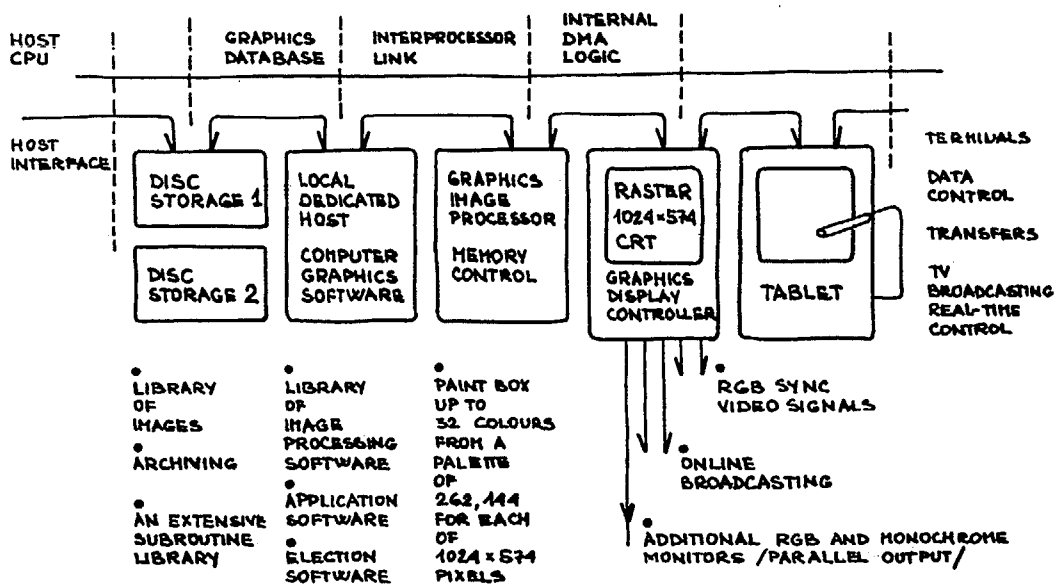 HOST
CPU
GRAPHICS
DATABASE
INTERPROCESSOR
LINK
INTERNAL
DMA
LOGIC
HOST
INTERFACE
DISC
STORAGE 1
DISC
STORAGE 2
LOCAL
DEDICATED
HOST
COMPUTER
GRAPHICS
SOFTWARE
GRAPHICS
IMAGE
PROCESSOR
MEMORY
CONTROL
RASTER
1024×574
CRT
GRAPHICS
DISPLAY
CONTROLLER
TABLET
TERMINALS
DATA
CONTROL
TRANSFERS
TV
BROADCASTING
REAL-TIME
CONTROL
• LIBRARY
OF
IMAGES
• ARCHIVING
• AN EXTENSIVE
SUBROUTINE
LIBRARY
• LIBRARY
OF
IMAGE
PROCESSING
SOFTWARE
• APPLICATION
SOFTWARE
• ELECTION
SOFTWARE
• PAINT BOX
UP TO
32 COLOURS
FROM A
PALETTE
OF
262,144
FOR EACH
OF
1024×574
PIXELS
• RGB SYNC
VIDEO SIGNALS
• ONLINE
BROADCASTING
• ADDITIONAL RGB AND MONOCHROME
MONITORS /PARALLEL OUTPUT/